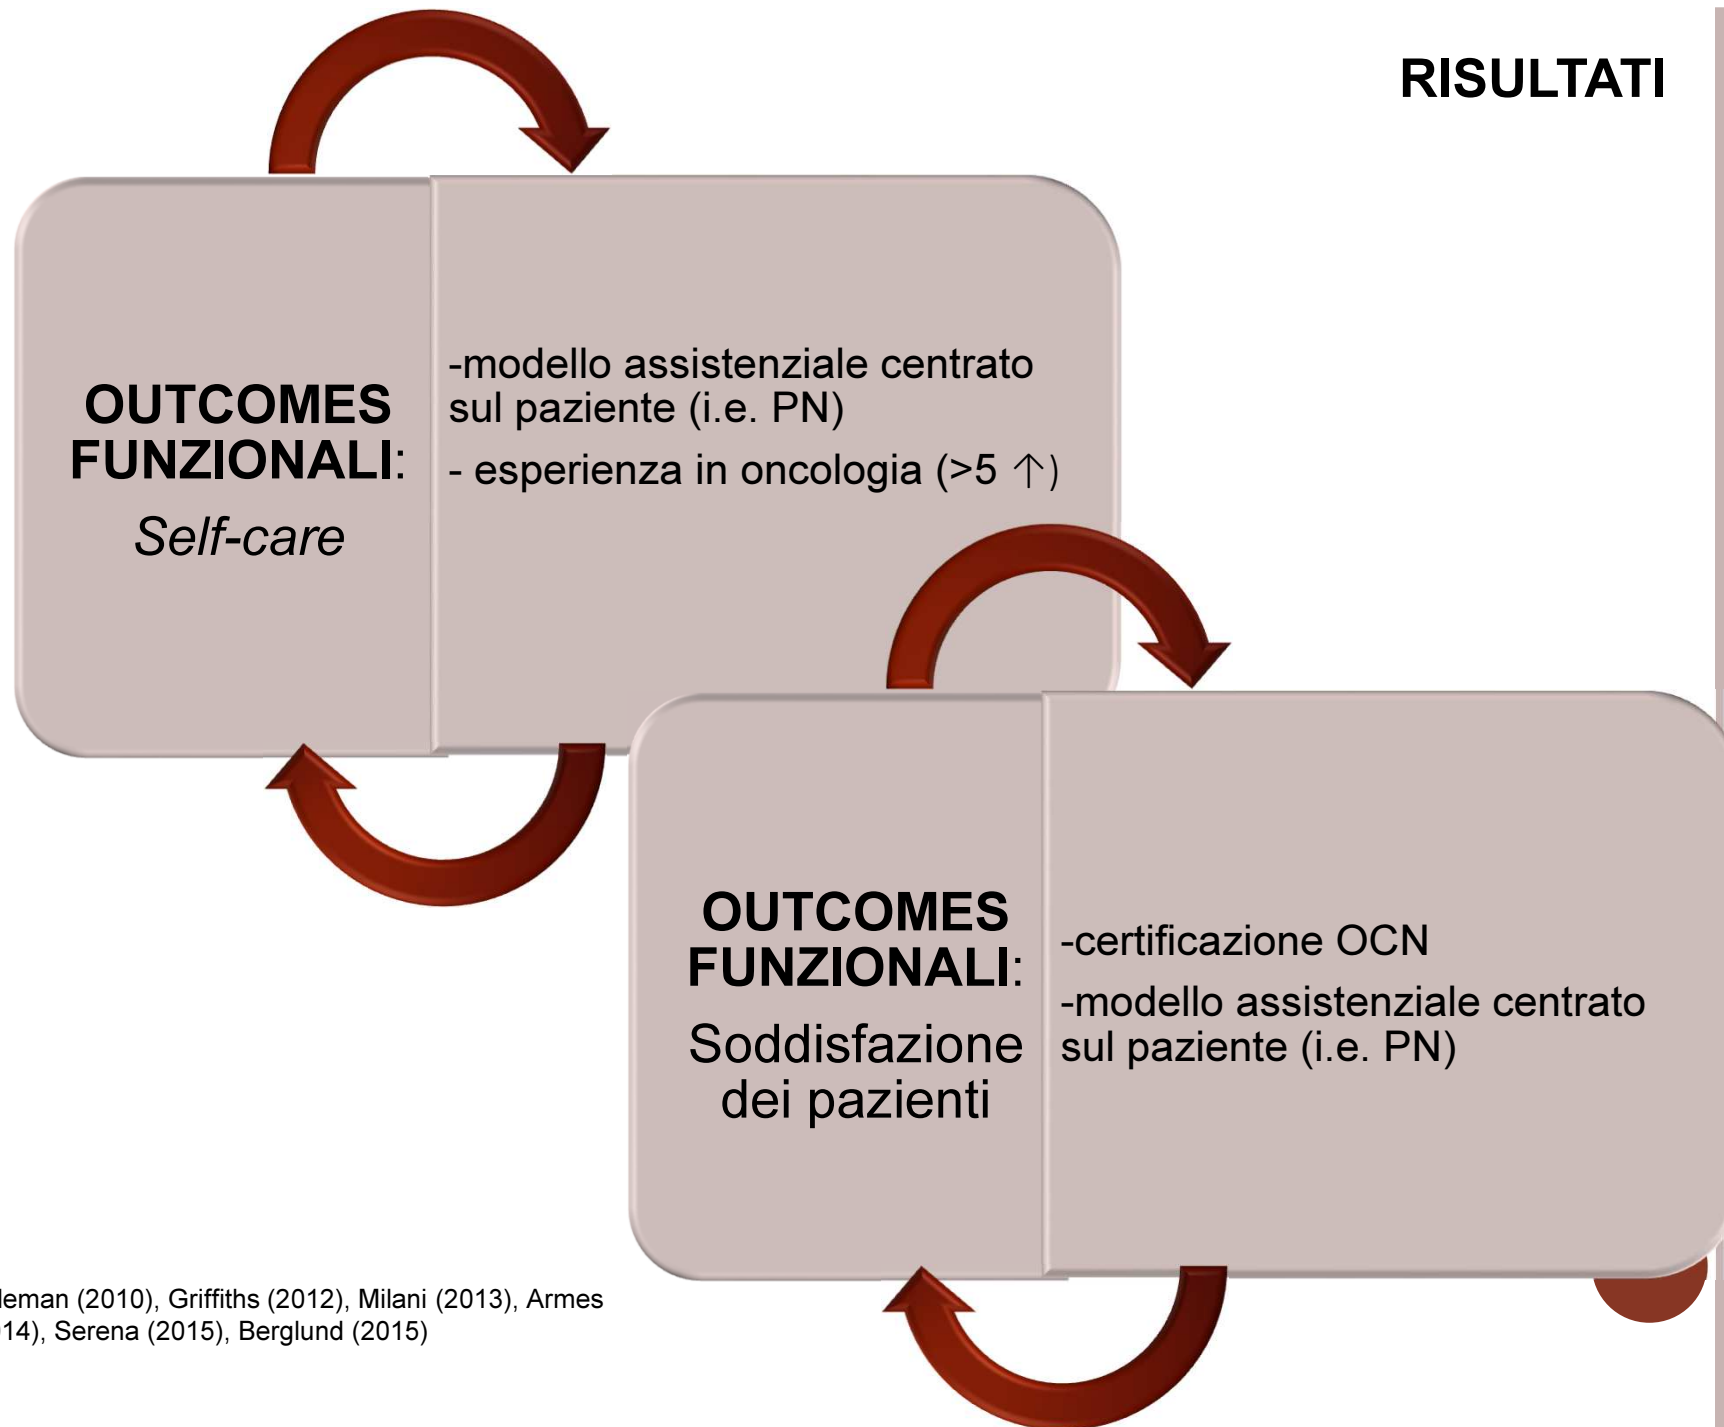 RISULTATI
OUTCOMES
FUNZIONALI:
Self-care
-modello assistenziale centrato
sul paziente (i.e. PN)
- esperienza in oncologia (>5 ↑)
OUTCOMES
FUNZIONALI:
Soddisfazione
dei pazienti
-certificazione OCN
-modello assistenziale centrato
sul paziente (i.e. PN)
(2010), Griffiths (2012), Milani (2013), Armes
Serena (2015), Berglund (2015)